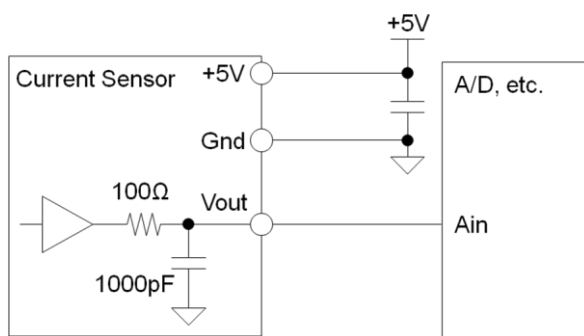 +5V
Current Sensor
+5V
A/D, etc.
Gnd
100Ω
Vout
Ain
1000pF